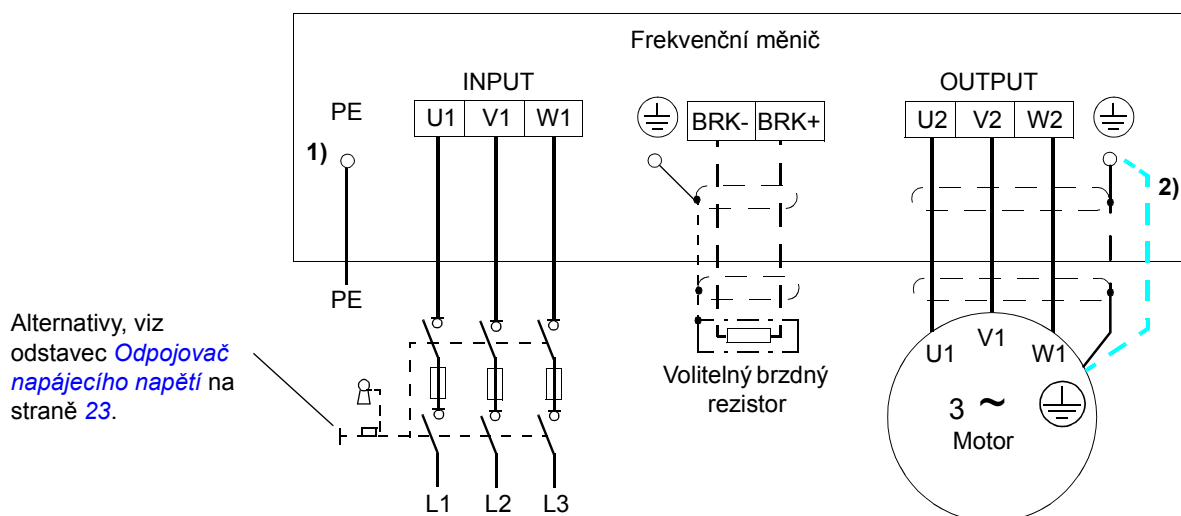 Frekvenční měnič
INPUT
OUTPUT
PE
U1 V1 W1
BRK- BRK+
U2 V2 W2
1)
2)
PE
Alternativy, viz
odstavec Odpojovač
napájecího napětí na
straně 23.
U1 V1 W1
Volitelný brzdný
rezistor
3 ~
Motor
L1 L2 L3